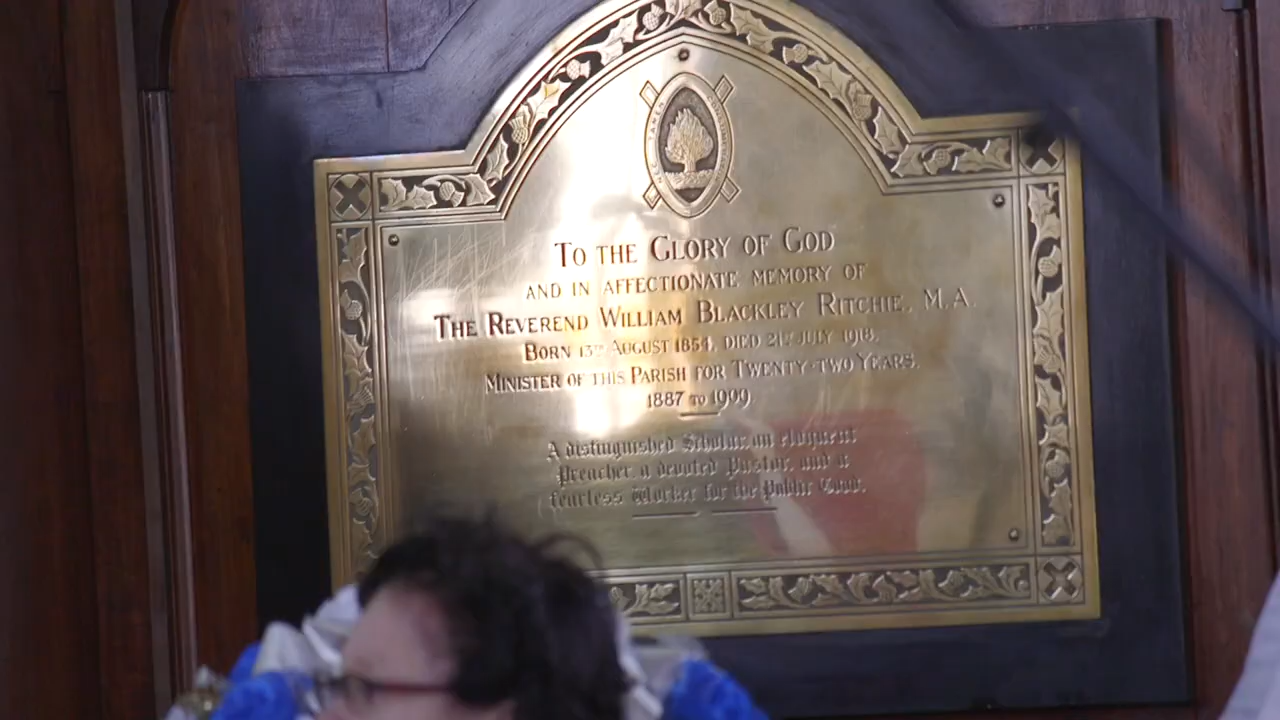 To the Glory of God
and in affectionate memory of
The Reverend William Blackley Ritchie, M.A.
Born 13th August 1854, died 21st July 1918.
Minister of this Parish for Twenty-two Years.
1887 to 1909
A distinguished Scholar, an eloquent
Preacher, a devoted Pastor, and a
fearless Worker for the Public Good.